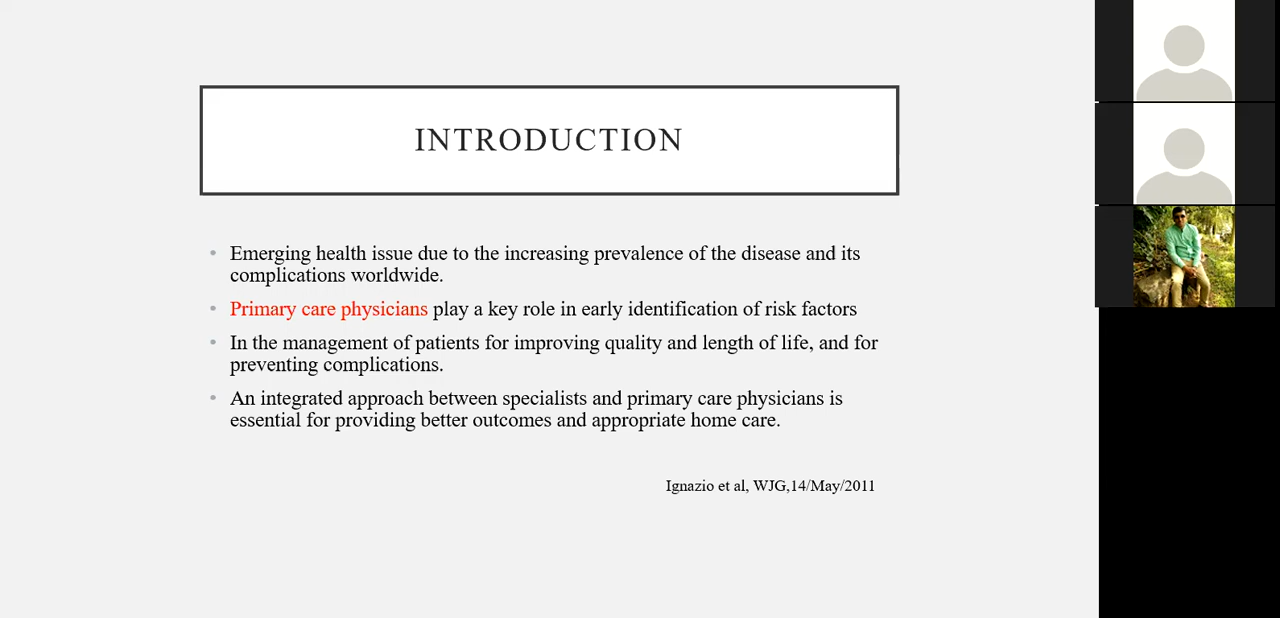 INTRODUCTION
• Emerging health issue due to the increasing prevalence of the disease and its
complications worldwide.
• Primary care physicians play a key role in early identification of risk factors
• In the management of patients for improving quality and length of life, and for
preventing complications.
• An integrated approach between specialists and primary care physicians is
essential for providing better outcomes and appropriate home care.
Ignazio et al, WJG,14/May/2011